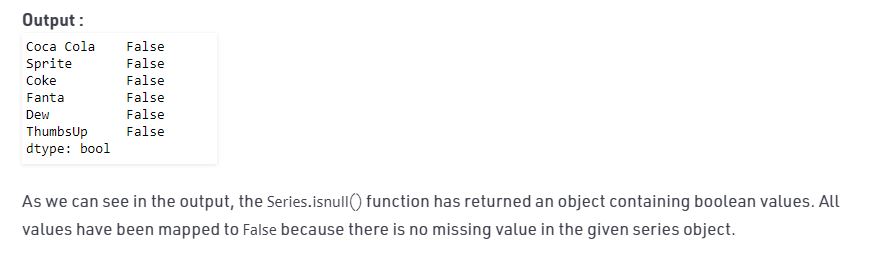 Output :
Coca Cola    False
Sprite       False
Coke         False
Fanta        False
Dew          False
ThumbsUp     False
dtype: bool
As we can see in the output, the Series.isnull() function has returned an object containing boolean values. All
values have been mapped to False because there is no missing value in the given series object.